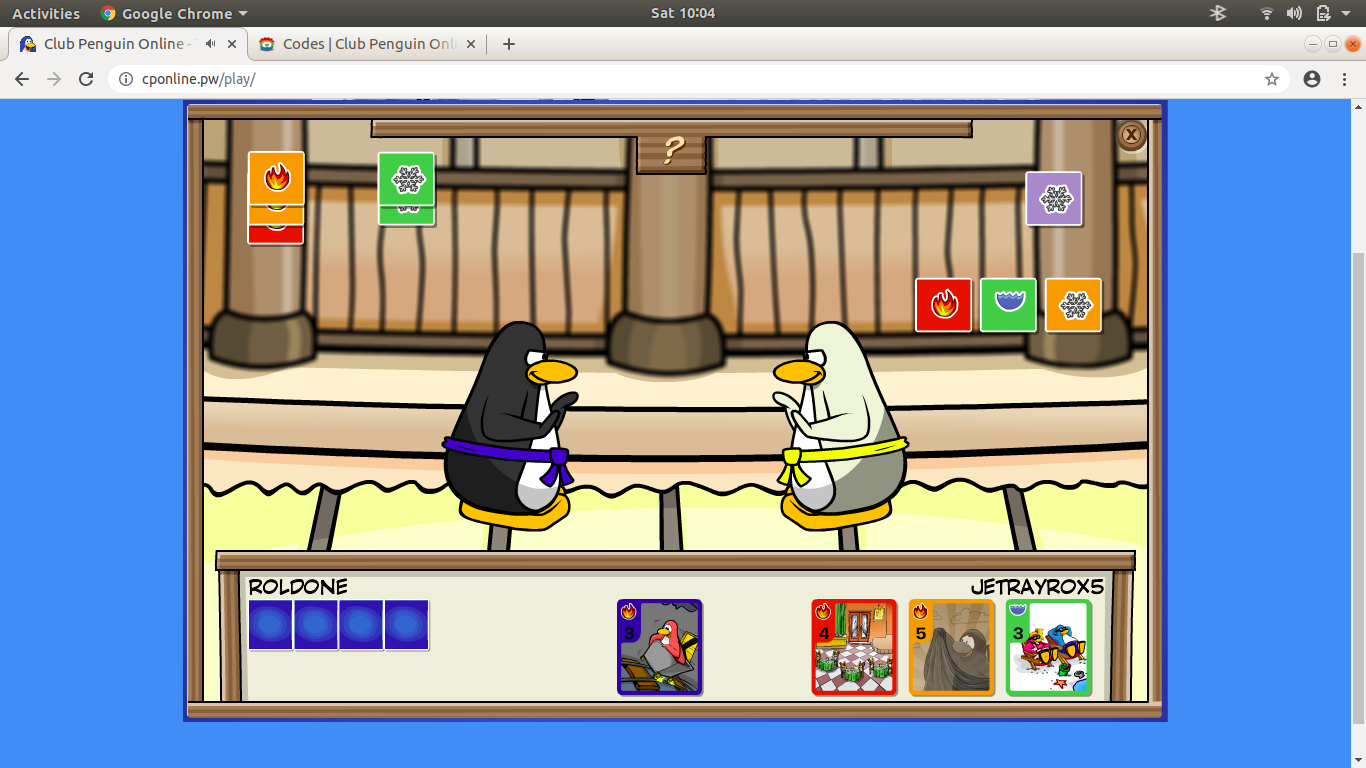 Activities Google Chrome Sat 10:04
Club Penguin Online - Codes | Club Penguin Onli
cponline.pw/play/
?
ROLDONE JETRAYROX5
3 4 5 3